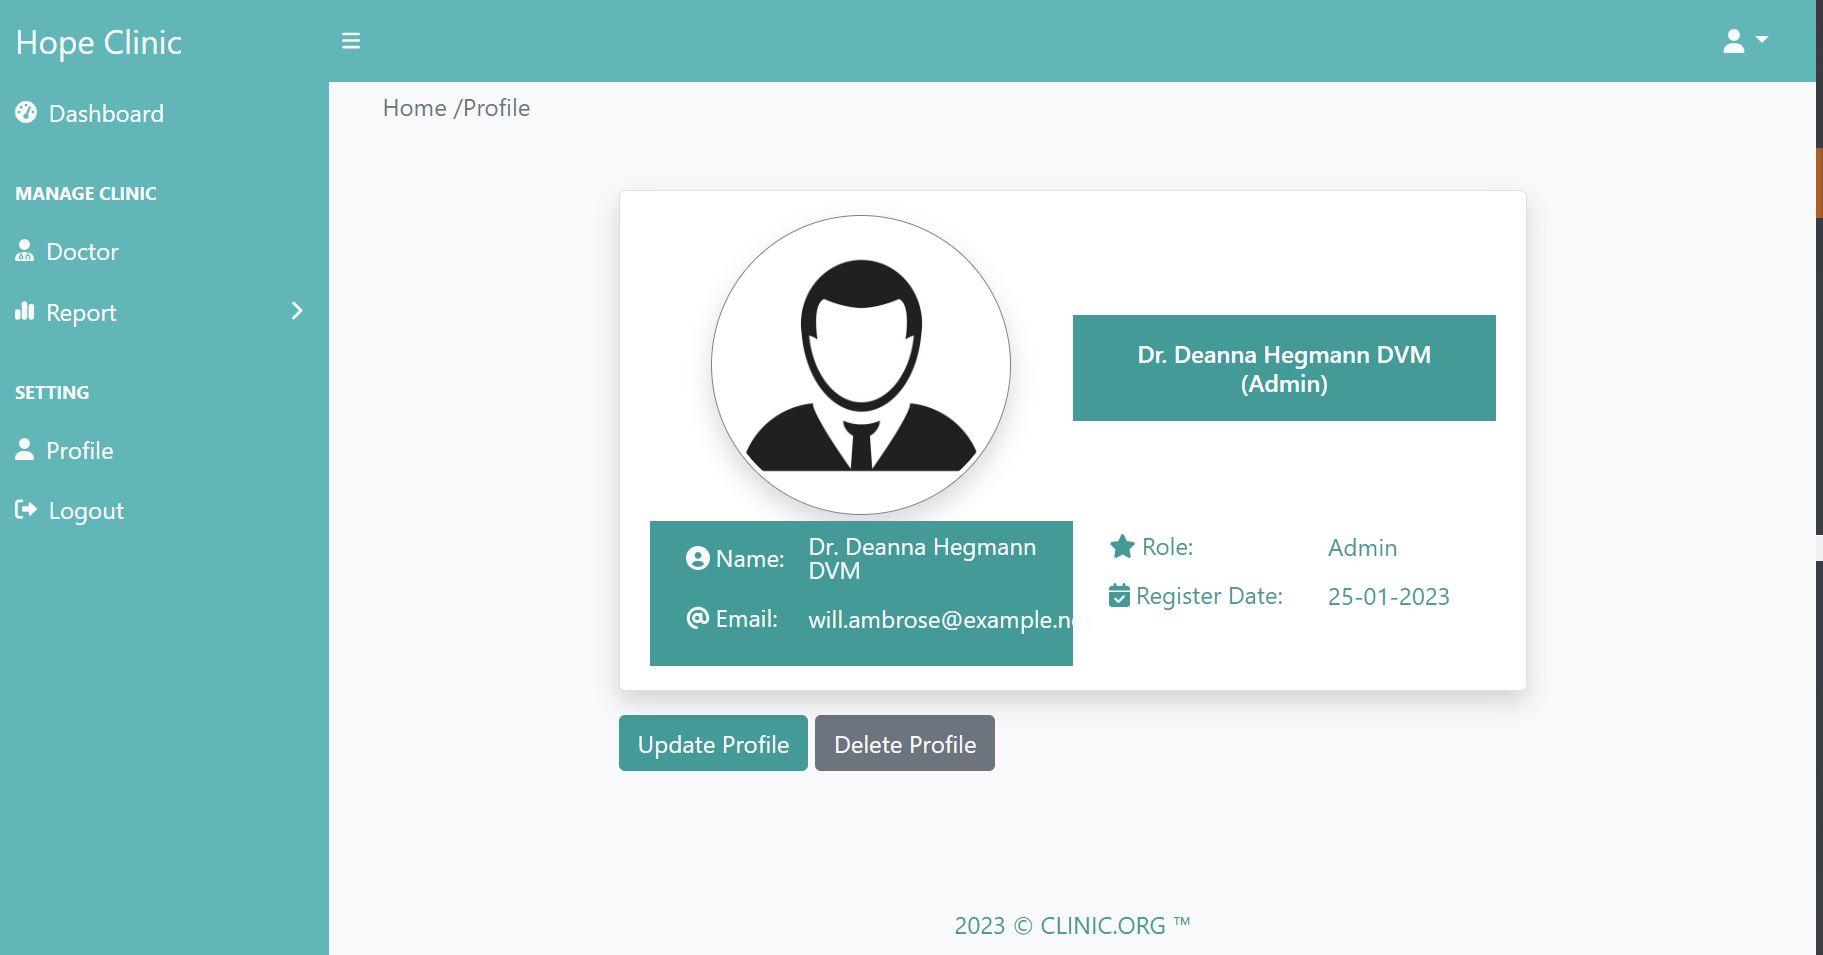 Hope Clinic
Dashboard
MANAGE CLINIC
Doctor
Report
SETTING
Profile
Logout
Home /Profile
Dr. Deanna Hegmann DVM
(Admin)
Name: Dr. Deanna Hegmann
DVM
Email: will.ambrose@example.net
Role: Admin
Register Date: 25-01-2023
Update Profile Delete Profile
2023 © CLINIC.ORG ™